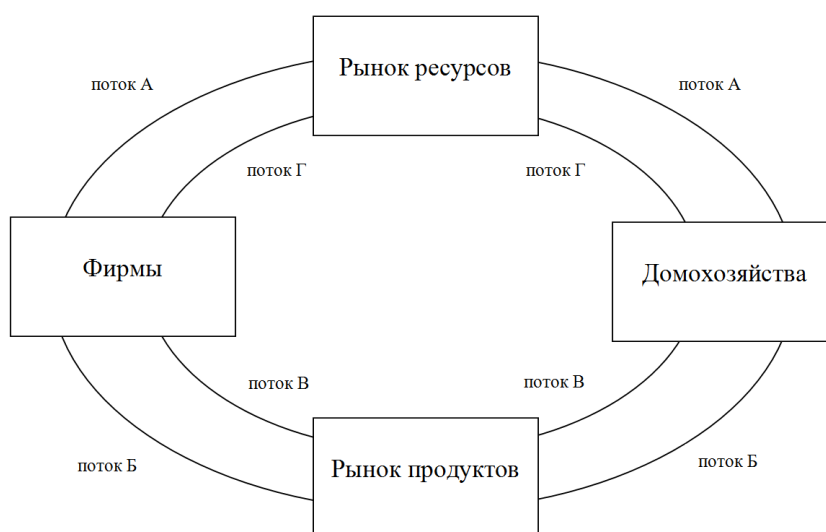 Рынок ресурсов
поток А
поток А
поток Г
поток Г
Фирмы
Домохозяйства
поток В
поток В
поток Б
Рынок продуктов
поток Б